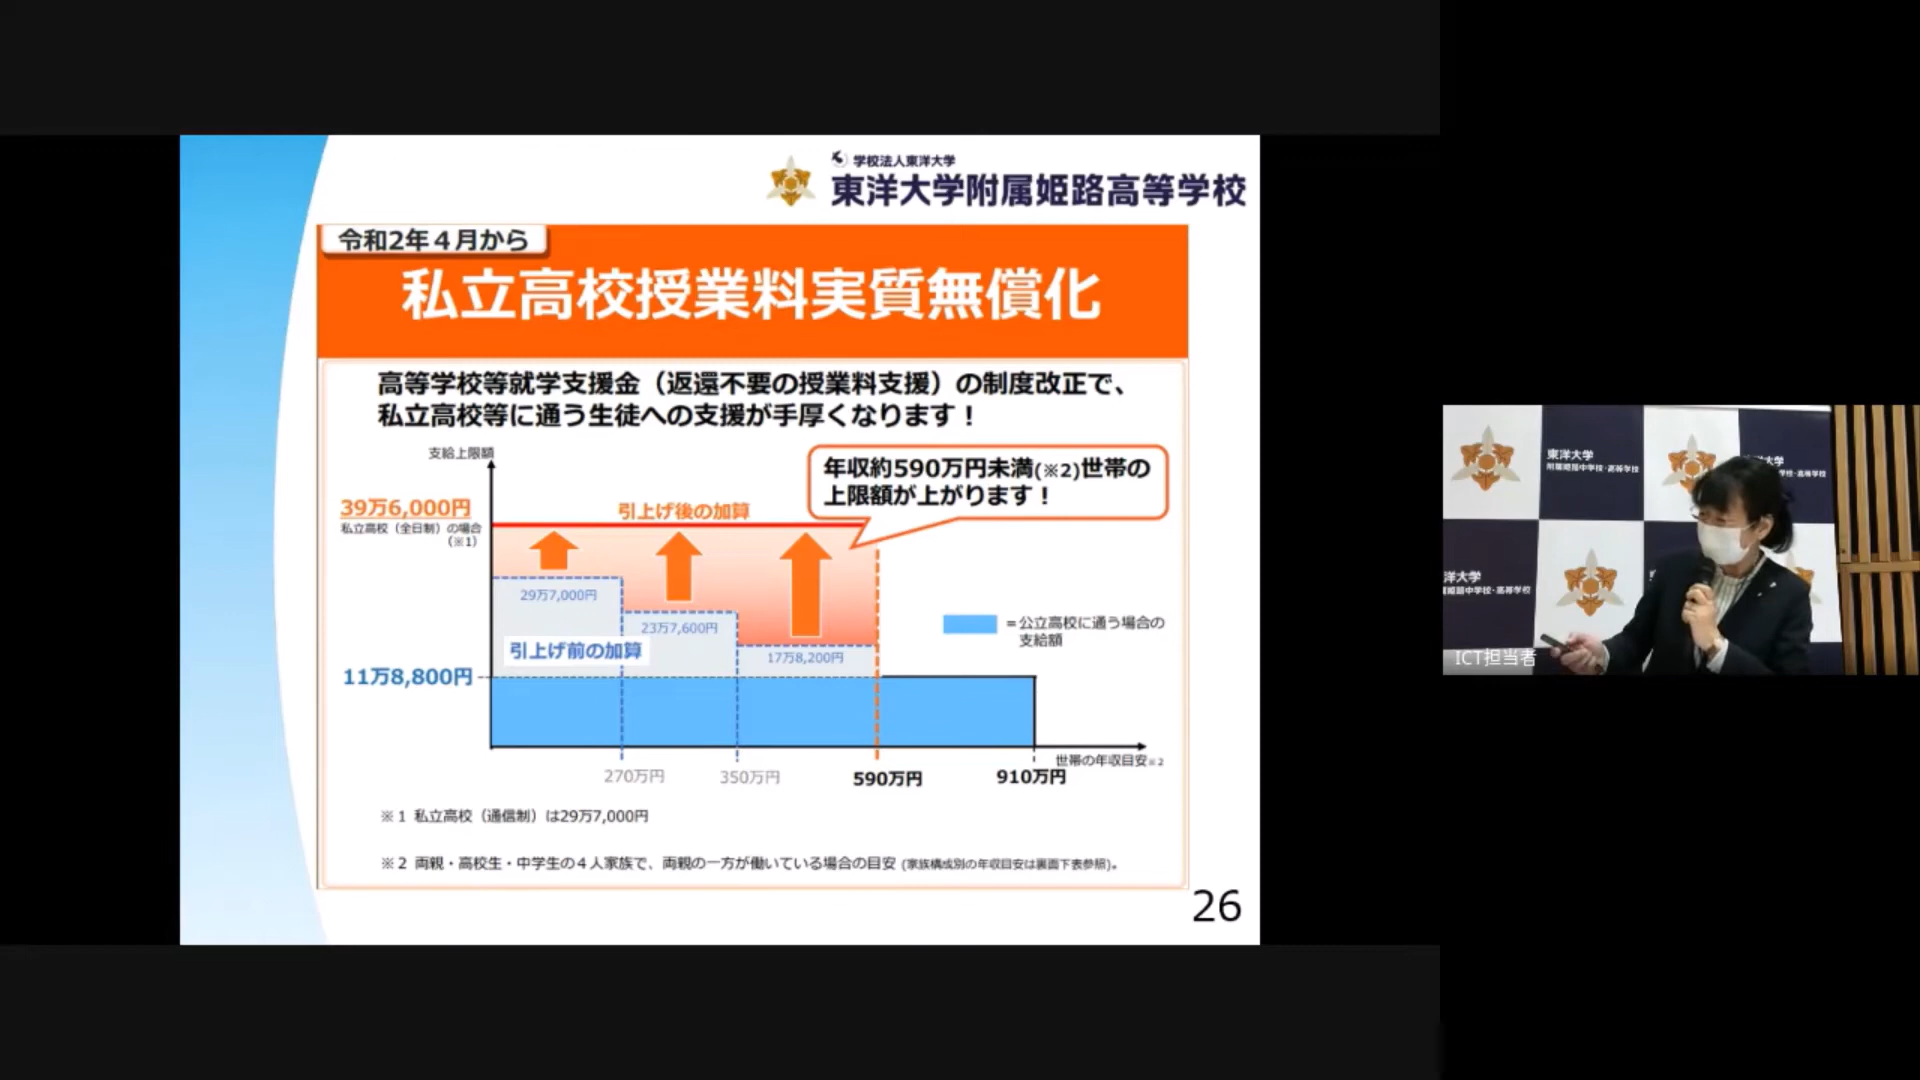 学校法人東洋大学
東洋大学附属姫路高等学校
令和2年４月から
私立高校授業料実質無償化
高等学校等就学支援金（返還不要の授業料支援）の制度改正で、
私立高校等に通う生徒への支援が手厚くなります！
支給上限額
年収約590万円未満(※2)世帯の
上限額が上がります！
39万6,000円
私立高校（全日制）の場合
（※1）
引上げ後の加算
29万7,000円
23万7,600円
17万8,200円
引上げ前の加算
＝公立高校に通う場合の
支給額
11万8,800円
270万円
350万円
590万円
910万円
世帯の年収目安※2
※１ 私立高校（通信制）は29万7,000円
※２ 両親・高校生・中学生の４人家族で、両親の一方が働いている場合の目安 (家族構成別の年収目安は裏面下表参照)。
26
東洋大学
附属姫路中学校・高等学校
洋大学
姫路中学校・高等学校
ICT担当者